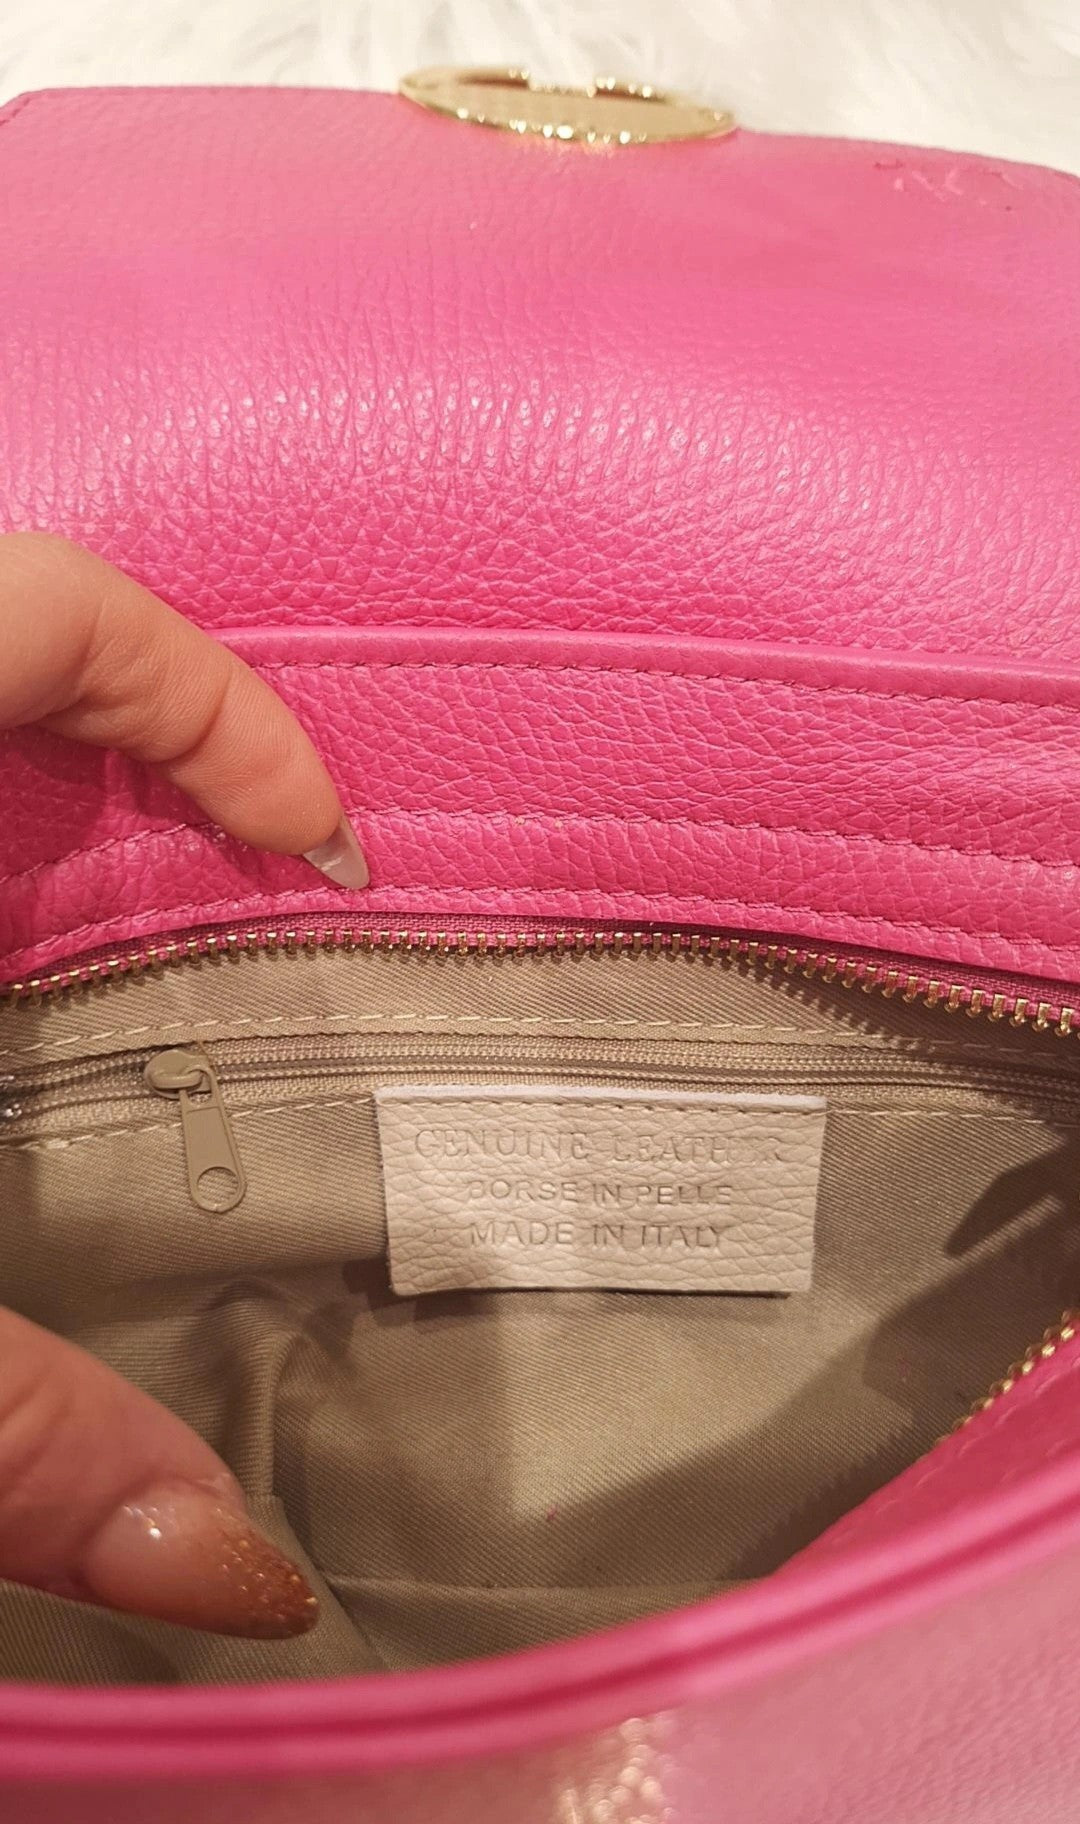 GENUINE LEATHER
BORSE IN PELLE
MADE IN ITALY